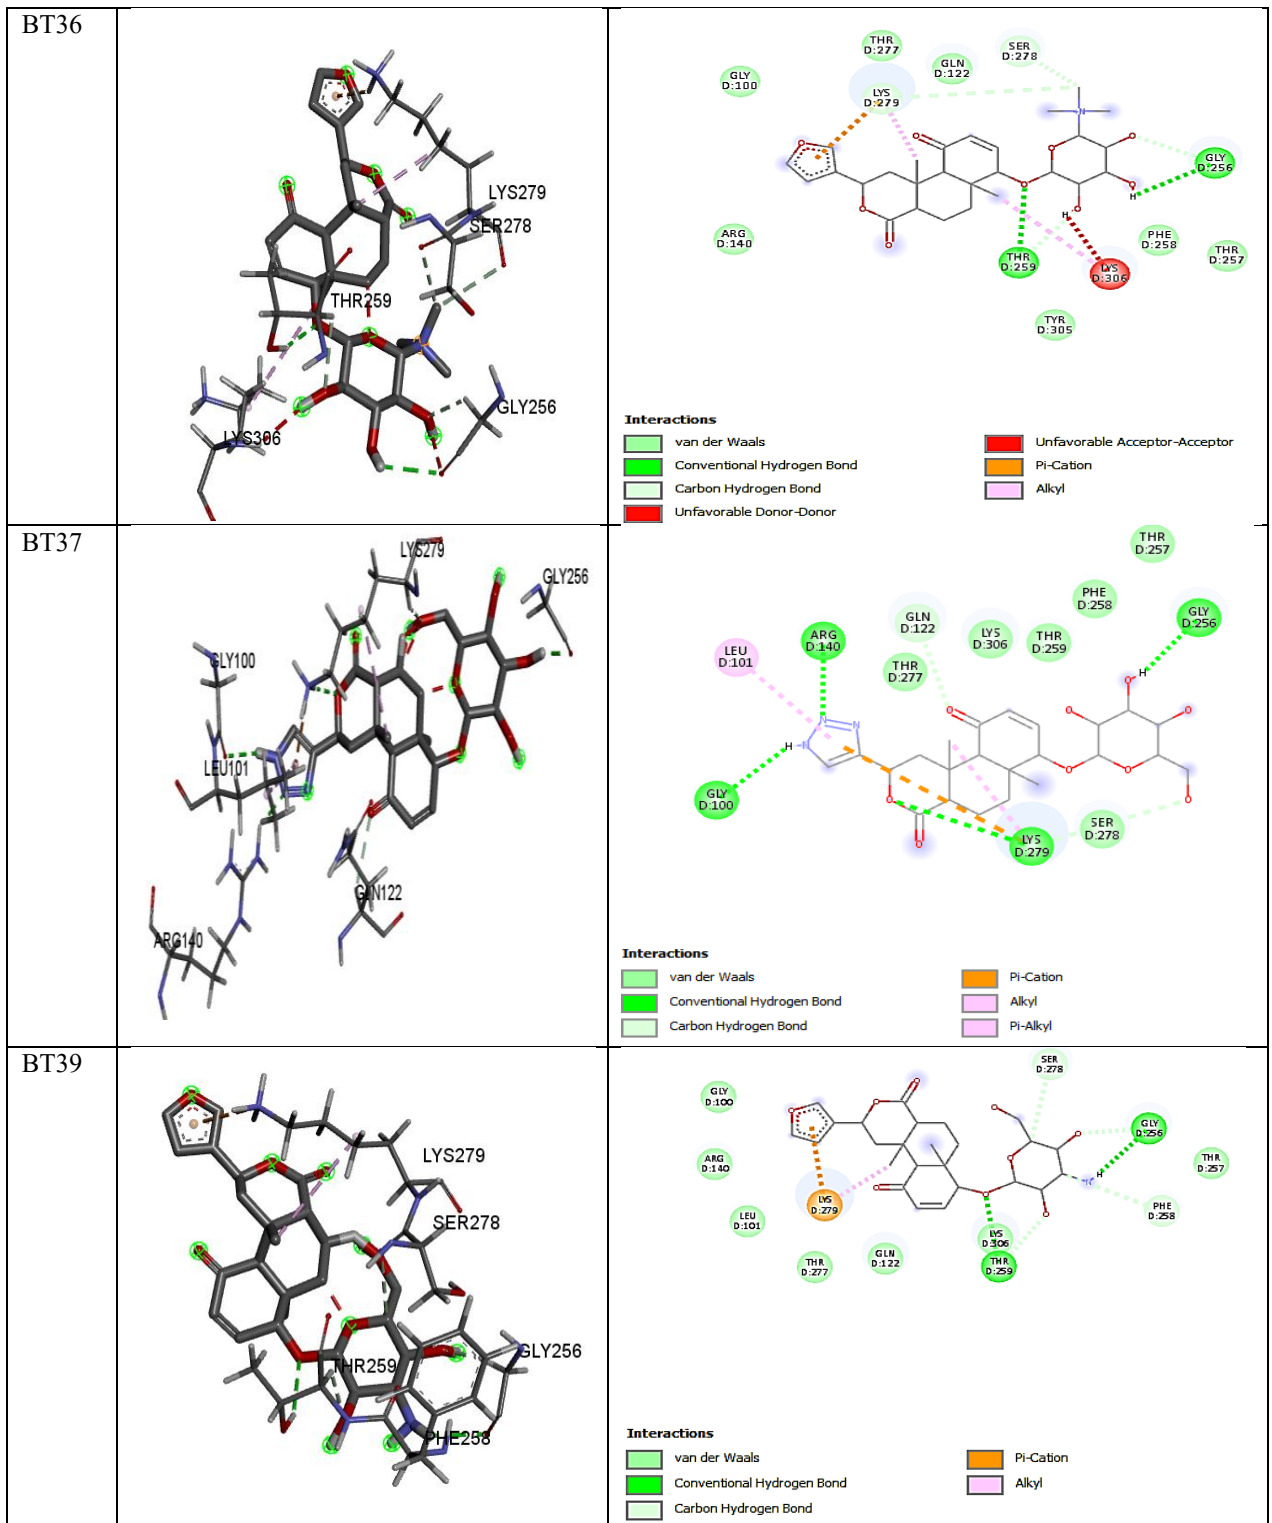 BT36
LYS279
SER278
THR259
GLY256
LYS306
THR
D:277
GLN
D:122
SER
D:278
GLY
D:100
LYS
D:279
GLY
D:256
ARG
D:140
THR
D:259
PHE
D:258
THR
D:257
LYS
D:306
TYR
D:305
Interactions
van der Waals
Conventional Hydrogen Bond
Carbon Hydrogen Bond
Unfavorable Donor-Donor
Unfavorable Acceptor-Acceptor
Pi-Cation
Alkyl
BT37
LYS279
GLY256
GLY100
LEU101
GLN122
ARG140
THR
D:257
PHE
D:258
GLY
D:256
GLN
D:122
LYS
D:306
THR
D:259
ARG
D:140
LEU
D:101
THR
D:277
N
N
H
N
H
GLY
D:100
SER
D:278
LYS
D:279
Interactions
van der Waals
Conventional Hydrogen Bond
Carbon Hydrogen Bond
Pi-Cation
Alkyl
Pi-Alkyl
BT39
LYS279
SER278
THR259
GLY256
PHE258
SER
D:278
GLY
D:100
GLY
D:256
ARG
D:140
THR
D:257
LYS
D:279
LEU
D:101
PHE
D:258
LYS
D:306
THR
D:277
GLN
D:122
THR
D:259
Interactions
van der Waals
Conventional Hydrogen Bond
Carbon Hydrogen Bond
Pi-Cation
Alkyl